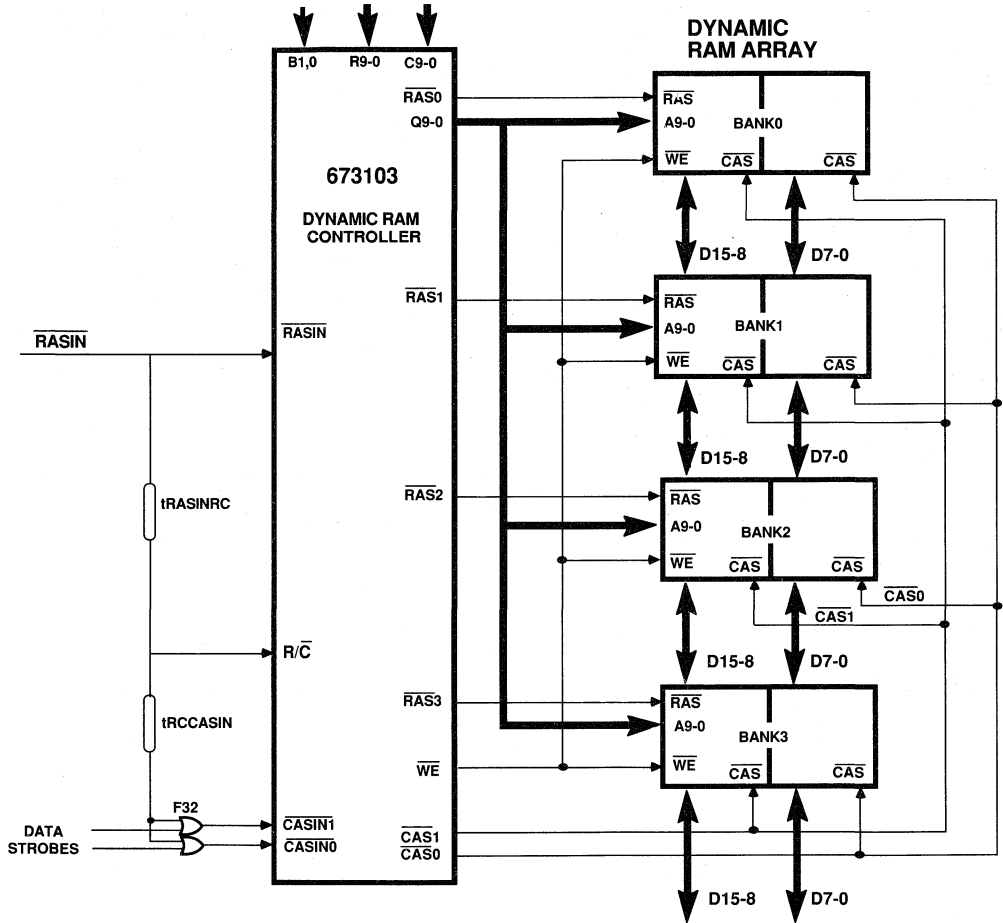 DYNAMIC
RAM ARRAY
B1,0 R9-0 C9-0
RAS0
Q9-0
673103
DYNAMIC RAM
CONTROLLER
RAS
A9-0
BANK0
WE
CAS
CAS
D15-8
D7-0
RAS1
RASIN
RASIN
RAS
A9-0
BANK1
WE
CAS
CAS
D15-8
D7-0
tRASINRC
RAS2
RAS
A9-0
BANK2
WE
CAS
CAS
CAS0
CAS1
R/C
D15-8
D7-0
tRCCASIN
RAS3
RAS
A9-0
BANK3
WE
WE
CAS
CAS
F32
DATA
STROBES
CASIN1
CASIN0
CAS1
CAS0
D15-8
D7-0